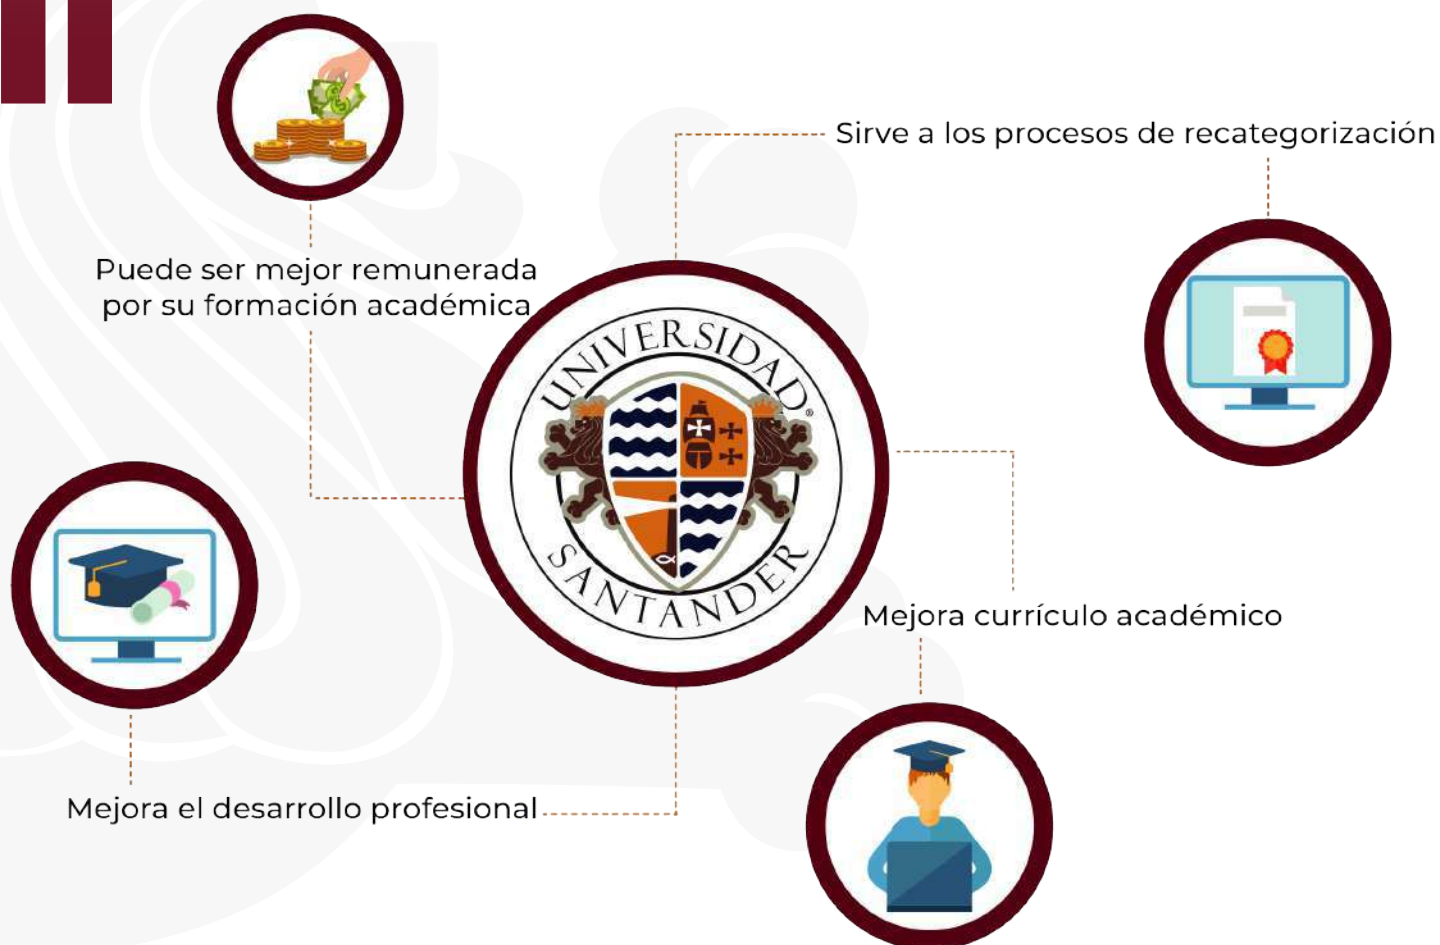 Sirve a los procesos de recategorización
Puede ser mejor remunerada
por su formación académica
UNIVERSIDAD
SANTANDER
®
Mejora currículo académico
Mejora el desarrollo profesional